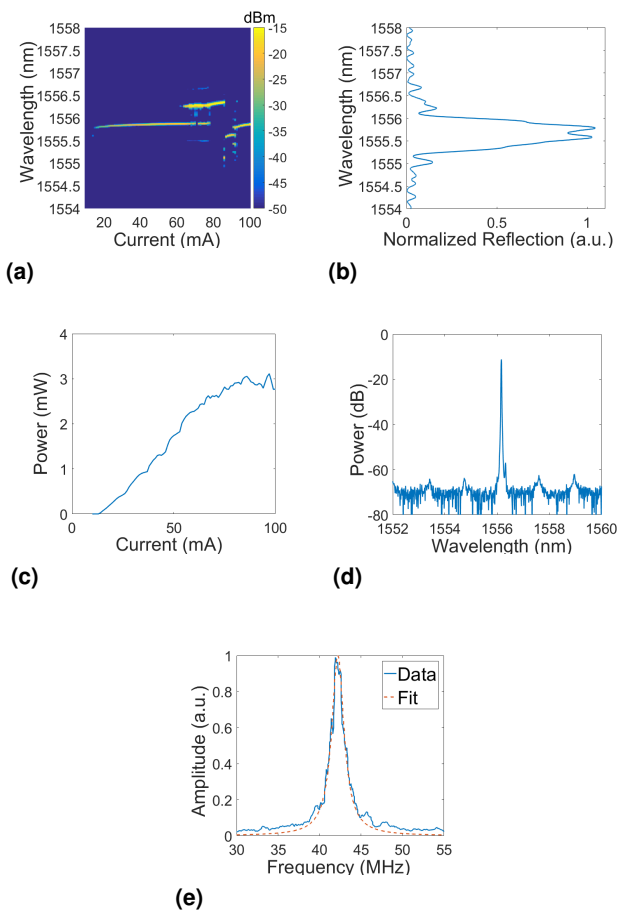 dBm
1558
1557.5
1557
1556.5
1556
1555.5
1555
1554.5
1554
Wavelength (nm)
-15
-20
-25
-30
-35
-40
-45
-50
20 40 60 80 100
Current (mA)
(a)
1558
1557.5
1557
1556.5
1556
1555.5
1555
1554.5
1554
Wavelength (nm)
0 0.5 1
Normalized Reflection (a.u.)
(b)
4
3
2
1
0
Power (mW)
0 50 100
Current (mA)
(c)
0
-20
-40
-60
-80
Power (dB)
1552 1554 1556 1558 1560
Wavelength (nm)
(d)
1
0.8
0.6
0.4
0.2
0
Amplitude (a.u.)
Data
Fit
30 35 40 45 50 55
Frequency (MHz)
(e)